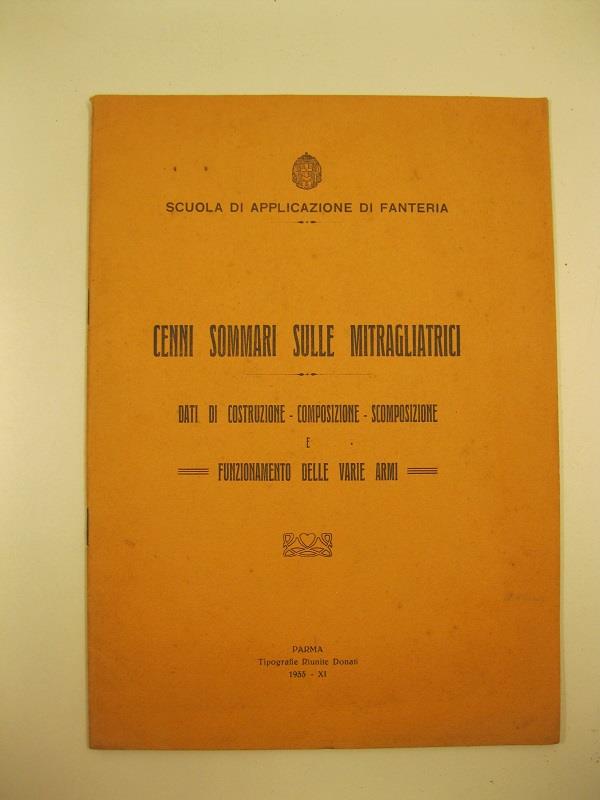 SCUOLA DI APPLICAZIONE DI FANTERIA
CENNI SOMMARI SULLE MITRAGLIATRICI
DATI DI COSTRUZIONE - COMPOSIZIONE - SCOMPOSIZIONE
E
FUNZIONAMENTO DELLE VARIE ARMI
PARMA
Tipografie Riunite Donati
1933 - XI